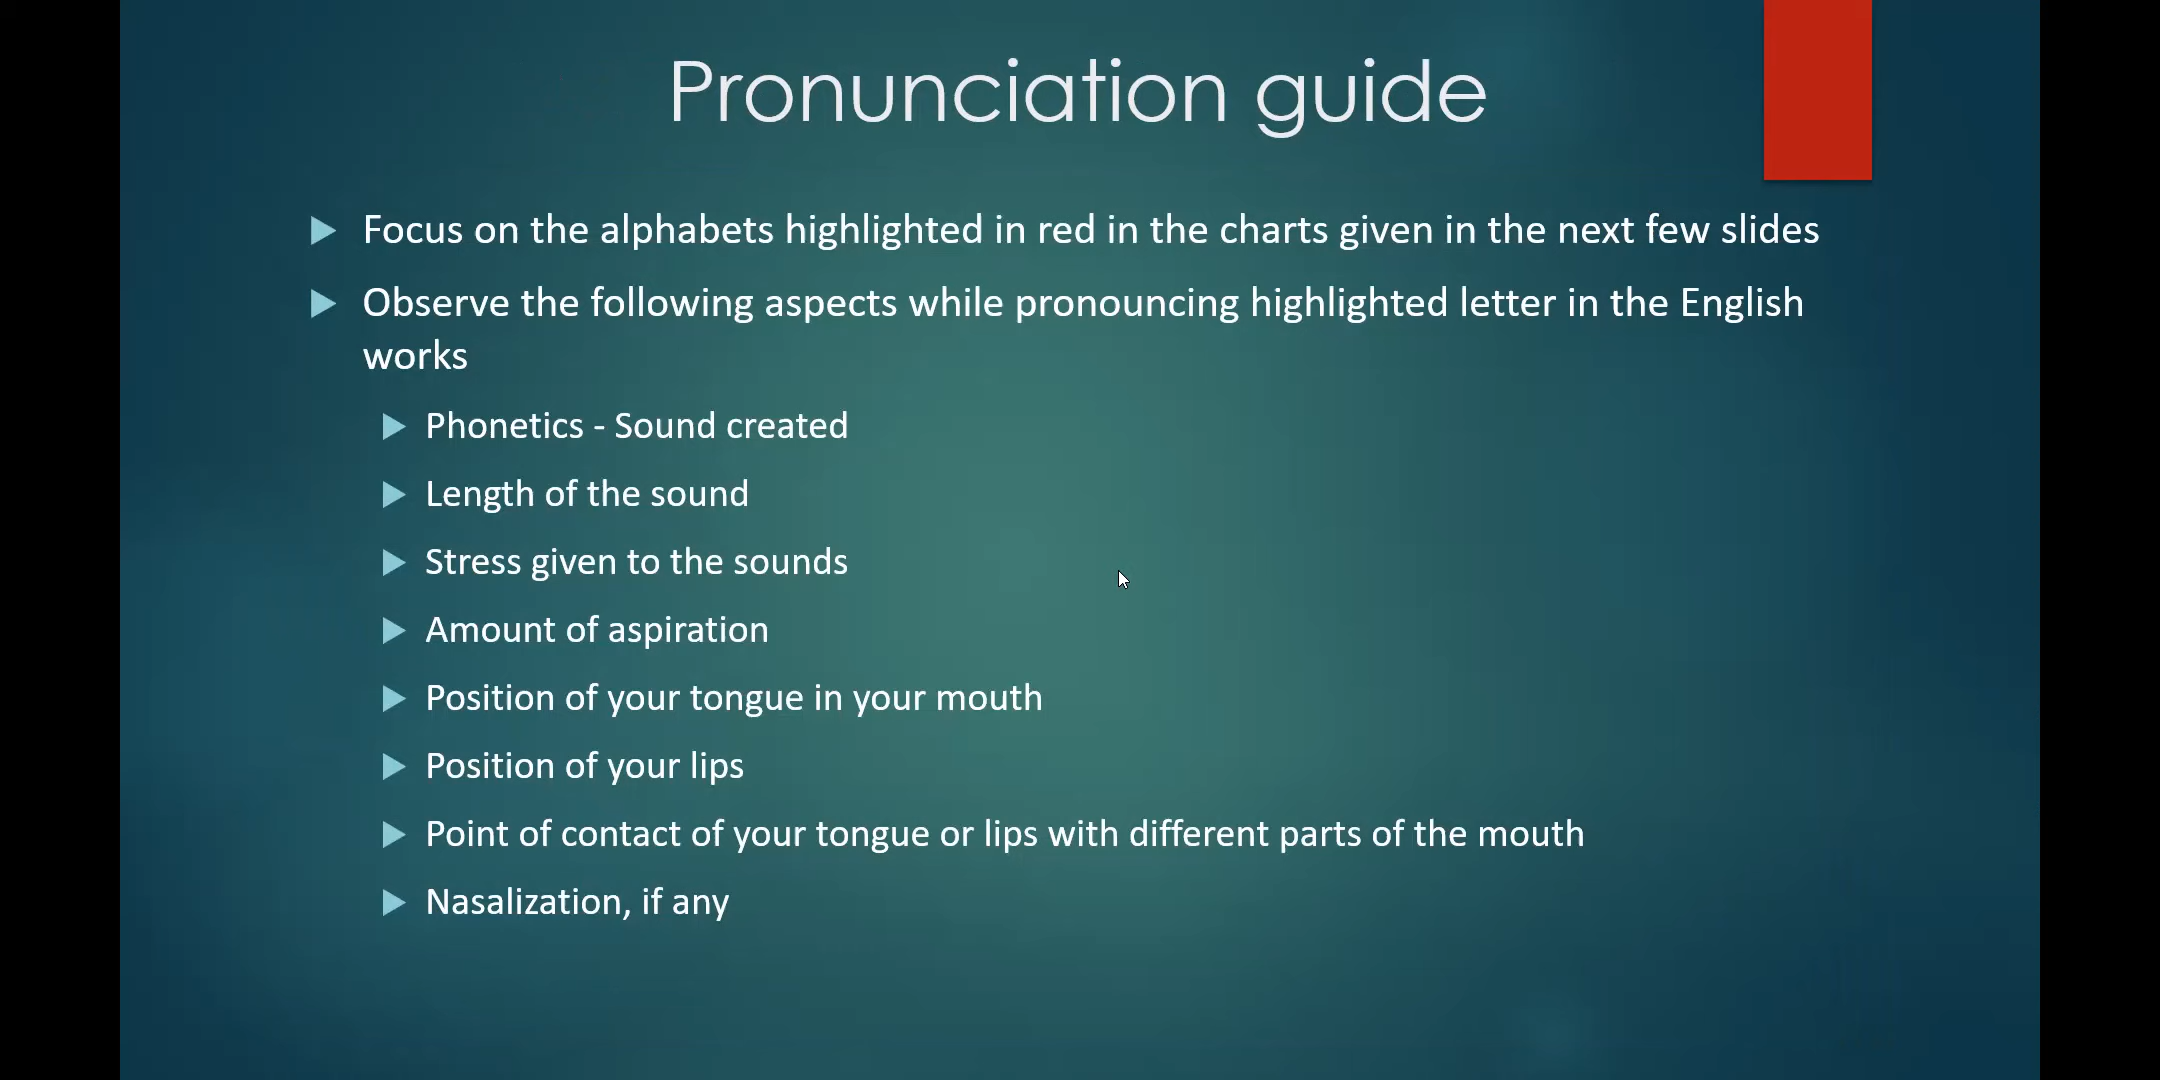 Pronunciation guide
Focus on the alphabets highlighted in red in the charts given in the next few slides
Observe the following aspects while pronouncing highlighted letter in the English
works
Phonetics - Sound created
Length of the sound
Stress given to the sounds
Amount of aspiration
Position of your tongue in your mouth
Position of your lips
Point of contact of your tongue or lips with different parts of the mouth
Nasalization, if any